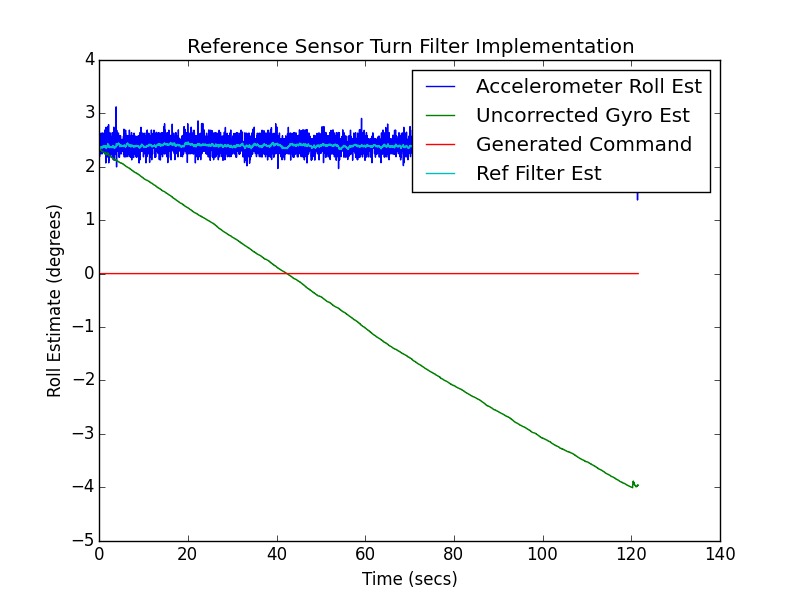 Reference Sensor Turn Filter Implementation
Accelerometer Roll Est
Uncorrected Gyro Est
Generated Command
Ref Filter Est
4
3
2
1
0
−1
−2
−3
−4
−5
Roll Estimate (degrees)
0 20 40 60 80 100 120 140
Time (secs)